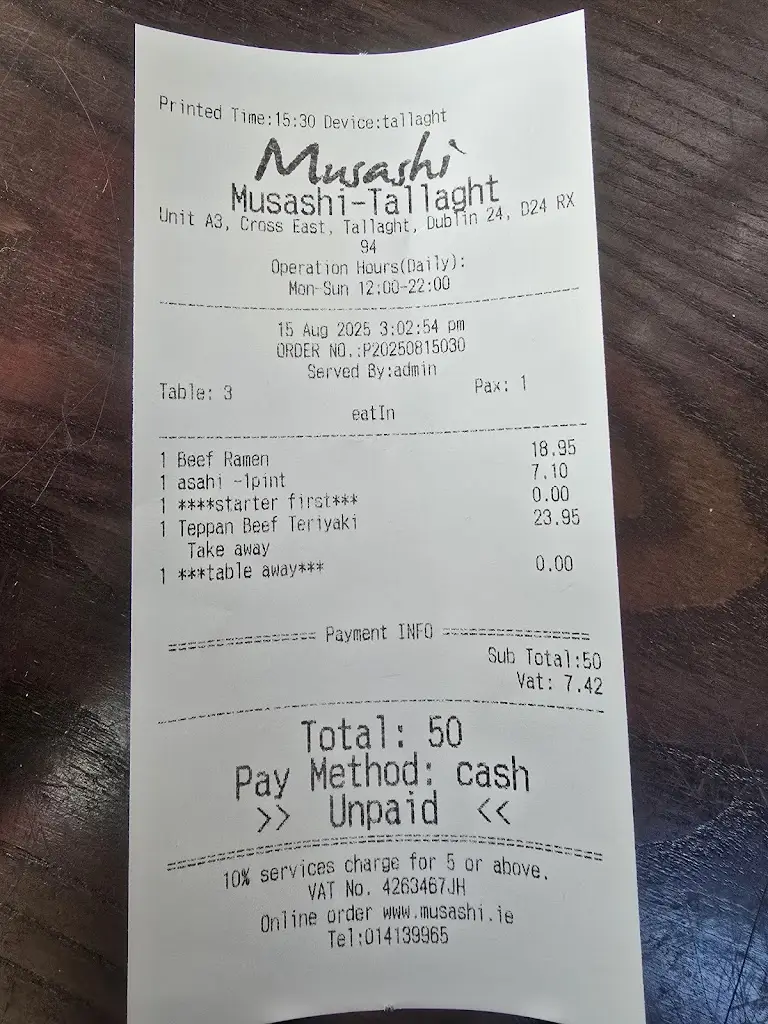 Printed Time:15:30 Device:tallaght
Musashi
Musashi-Tallaght
Unit A3, Cross East, Tallaght, Dublin 24, D24 RX
94
Operation Hours(Daily):
Mon-Sun 12:00-22:00
15 Aug 2025 3:02:54 pm
ORDER NO.:P20250815030
Served By:admin
Table: 3 Pax: 1
eatIn
1 Beef Ramen 18.95
1 asahi -1pint 7.10
1 ****starter first*** 0.00
1 Teppan Beef Teriyaki 23.95
Take away
1 ***table away*** 0.00
Payment INFO
Sub Total:50
Vat: 7.42
Total: 50
Pay Method: cash
>> Unpaid <<
10% services charge for 5 or above.
VAT No. 4263467JH
Online order www.musashi.ie
Tel:014139965